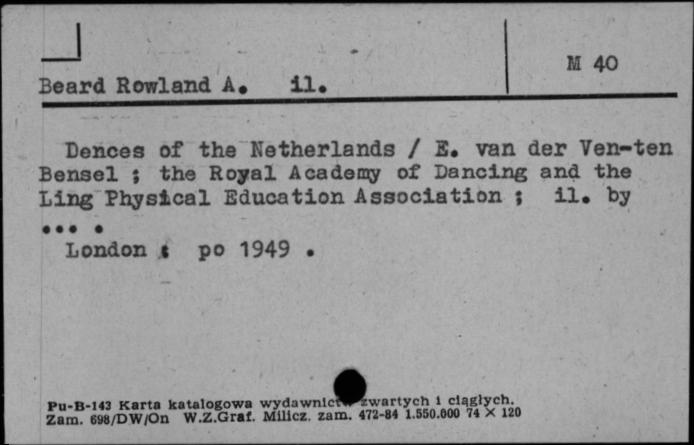 M 40
Beard Rowland A. il.
Dences of the Netherlands / E. van der Ven-ten
Bensel ; the Royal Academy of Dancing and the
Ling Physical Education Association ; il. by
... .
London : po 1949 .
Pu-B-143 Karta katalogowa wydawnictw zwartych i ciągłych.
Zam. 698/DW/On W.Z.Graf. Milicz. zam. 472-84 1.550.000 74 × 120